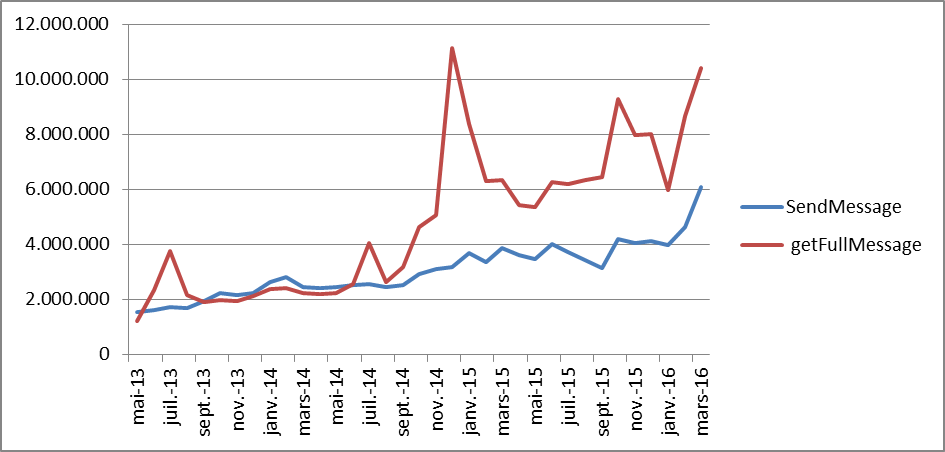 12.000.000
10.000.000
8.000.000
6.000.000
4.000.000
2.000.000
0
mai-13
juil.-13
sept.-13
nov.-13
janv.-14
mars-14
mai-14
juil.-14
sept.-14
nov.-14
janv.-15
mars-15
mai-15
juil.-15
sept.-15
nov.-15
janv.-16
mars-16
SendMessage
getFullMessage